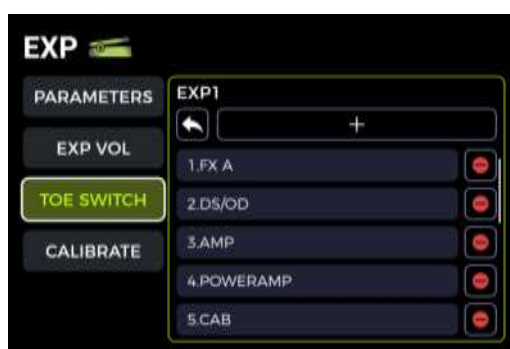 EXP
PARAMETERS
EXP VOL
TOE SWITCH
CALIBRATE
EXP1
+
1.FX A
2.DS/OD
3.AMP
4.POWERAMP
5.CAB